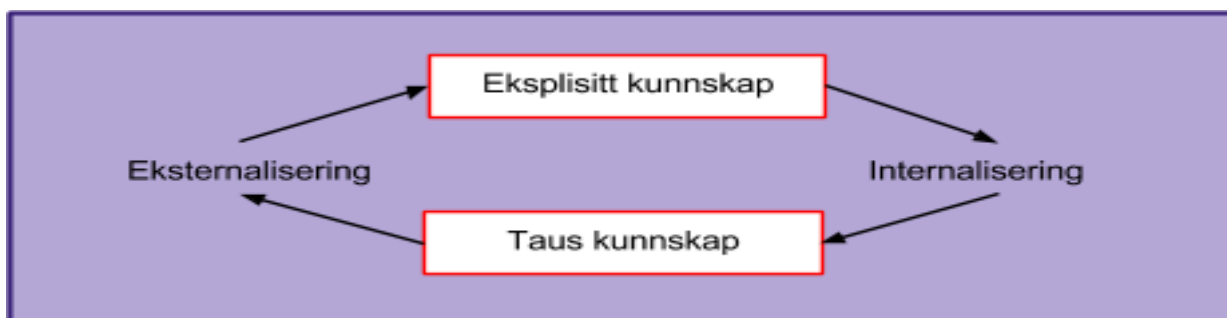 Eksplisitt kunnskap
Eksternalisering
Internalisering
Taus kunnskap